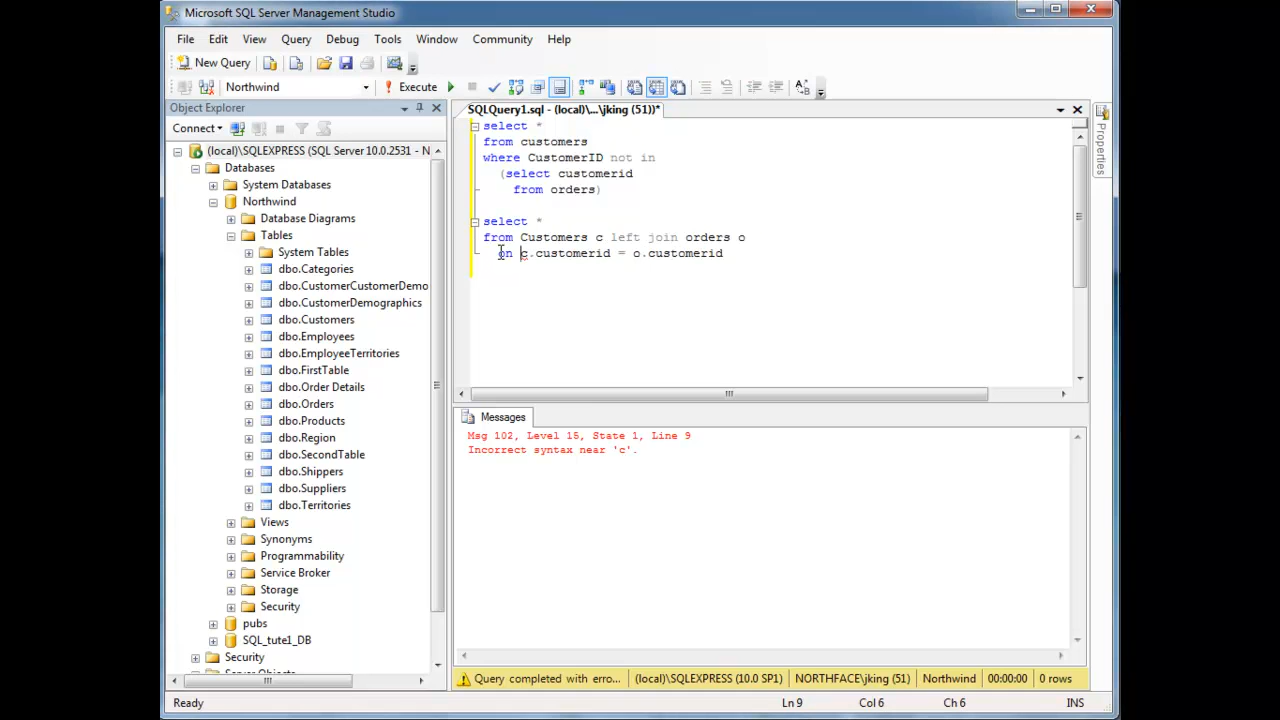 Microsoft SQL Server Management Studio
File Edit View Query Debug Tools Window Community Help
New Query
Northwind Execute
Object Explorer
SQLQuery1.sql - (local)\...\jking (51))*
Connect
(local)\SQLEXPRESS (SQL Server 10.0.2531 - N
Databases
System Databases
Northwind
Database Diagrams
Tables
System Tables
dbo.Categories
dbo.CustomerCustomerDemo
dbo.CustomerDemographics
dbo.Customers
dbo.Employees
dbo.EmployeeTerritories
dbo.FirstTable
dbo.Order Details
dbo.Orders
dbo.Products
dbo.Region
dbo.SecondTable
dbo.Shippers
dbo.Suppliers
dbo.Territories
Views
Synonyms
Programmability
Service Broker
Storage
Security
pubs
SQL_tute1_DB
Security
Server Objects
select *
from customers
where CustomerID not in
(select customerid
from orders)
select *
from Customers c left join orders o
on c.customerid = o.customerid
Properties
Messages
Msg 102, Level 15, State 1, Line 9
Incorrect syntax near 'c'.
Query completed with erro... (local)\SQLEXPRESS (10.0 SP1) NORTHFACE\jking (51) Northwind 00:00:00 0 rows
Ready Ln 9 Col 6 Ch 6 INS